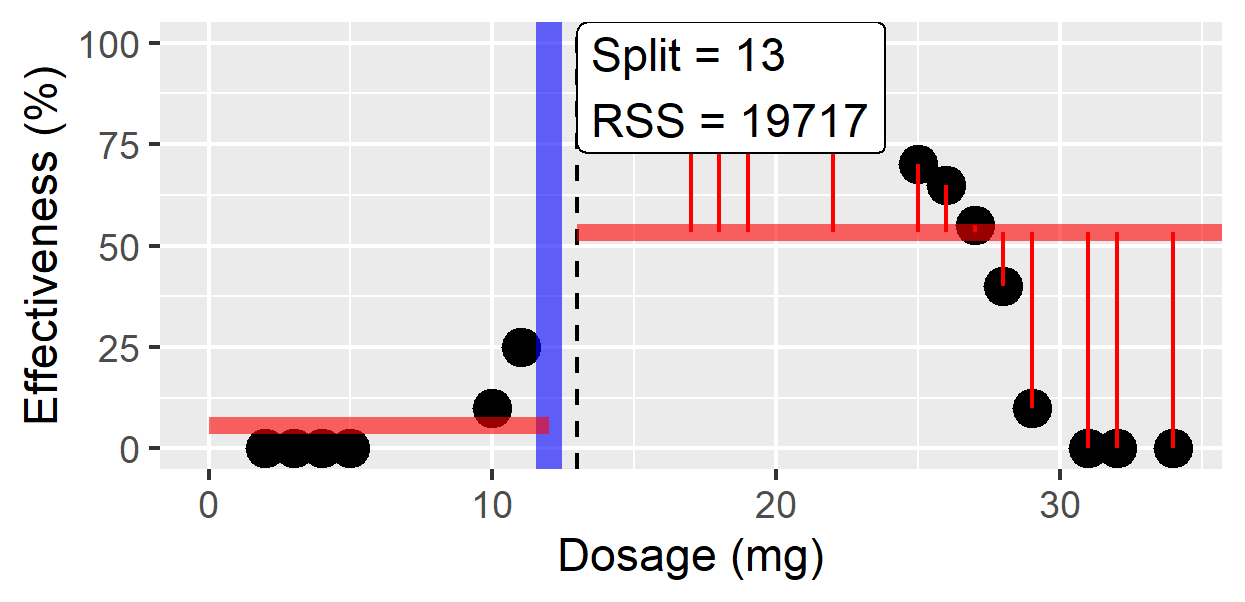 Split = 13
RSS = 19717
100
75
50
25
0
Effectiveness (%)
0 10 20 30
Dosage (mg)